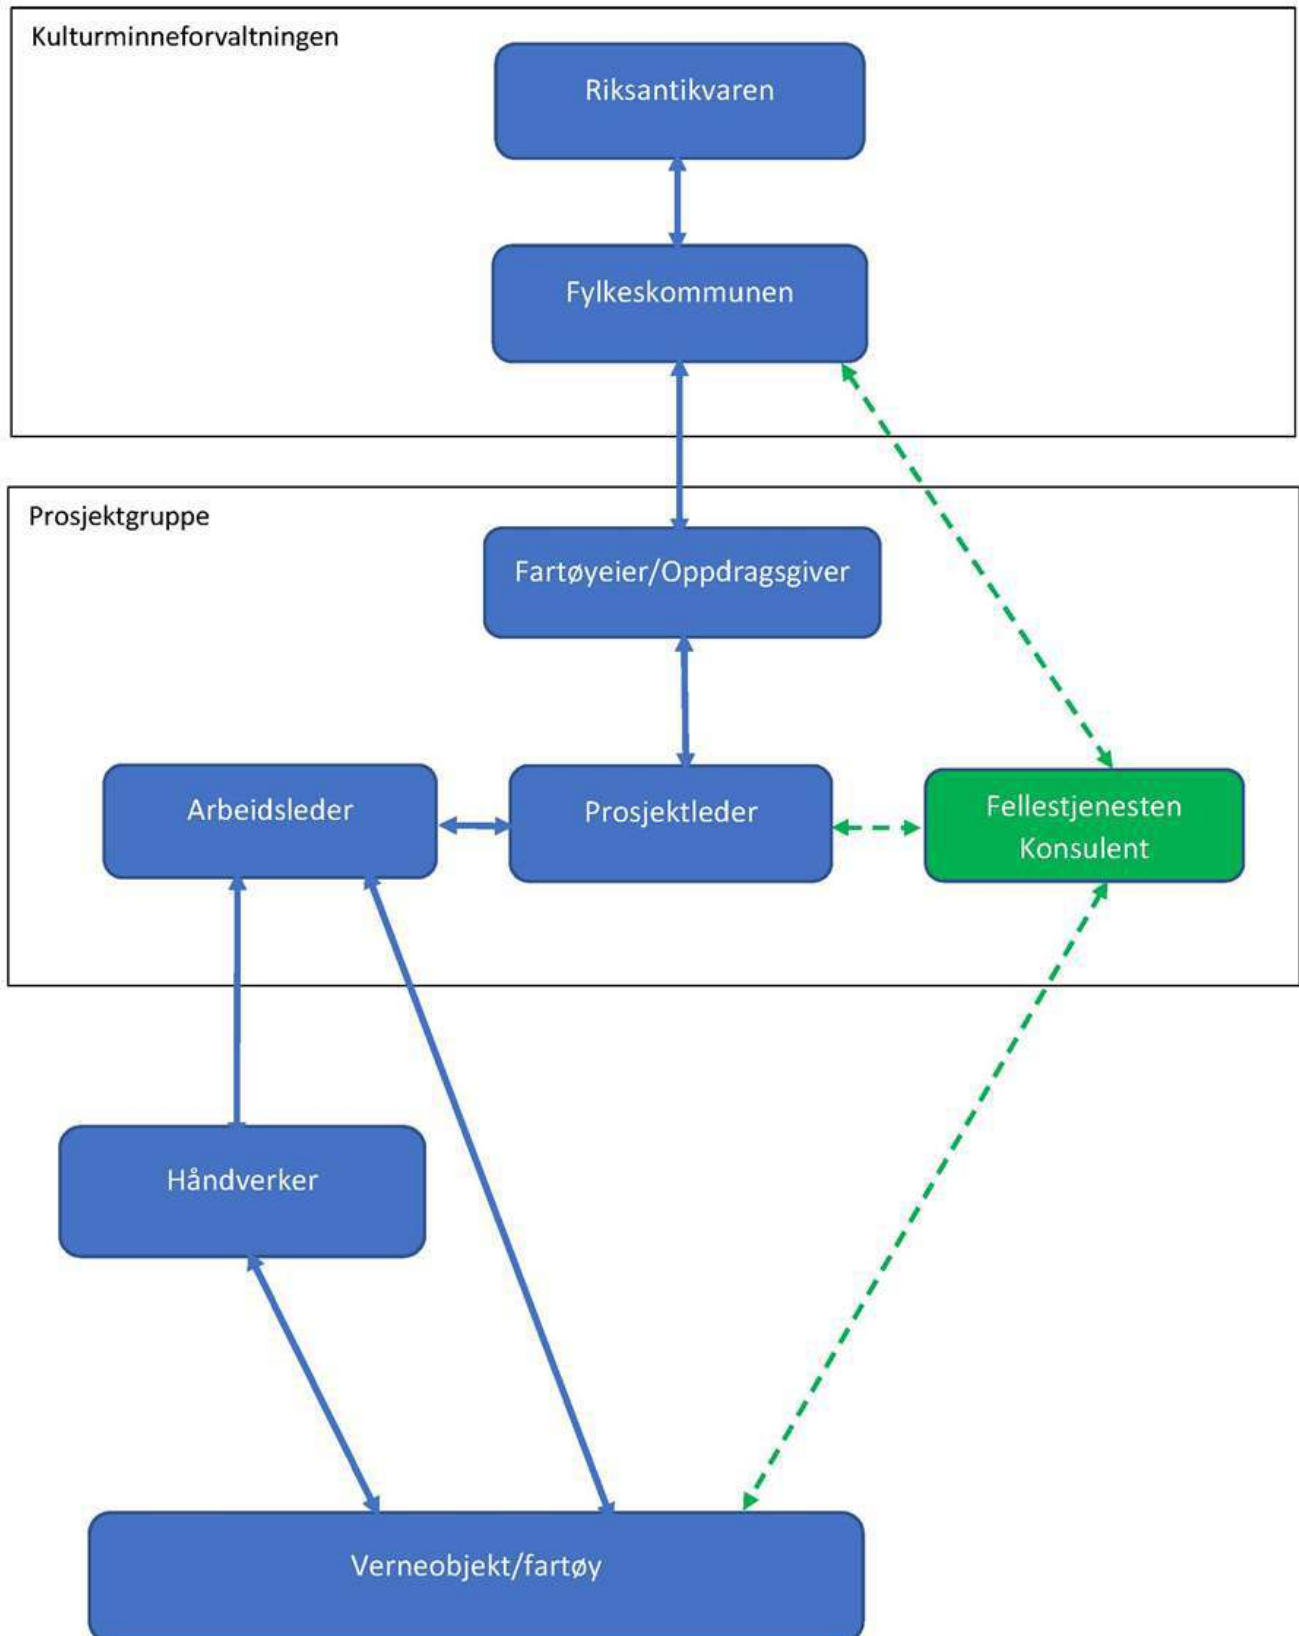 Kulturminneforvaltningen
Riksantikvaren
Fylkeskommunen
Prosjektgruppe
Fartøyeier/Oppdragsgiver
Arbeidsleder
Prosjektleder
Fellestjenesten
Konsulent
Håndverker
Verneobjekt/fartøy